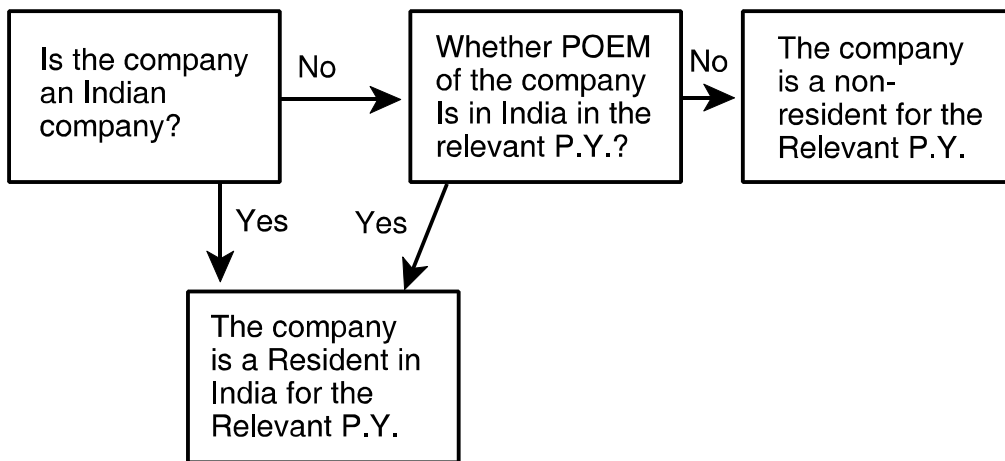 Is the company
an Indian
company?
No
Whether POEM
of the company
Is in India in the
relevant P.Y.?
No
The company
is a non-
resident for the
Relevant P.Y.
Yes
Yes
The company
is a Resident in
India for the
Relevant P.Y.